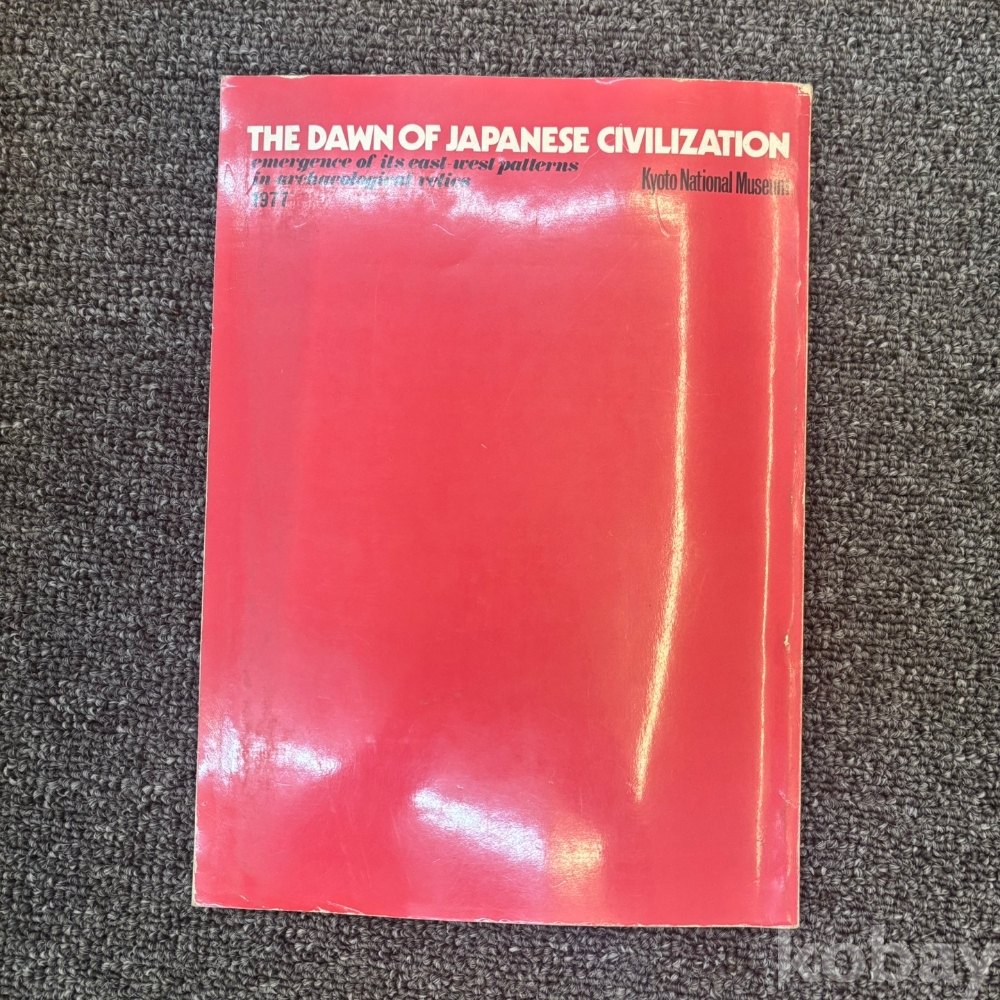 THE DAWN OF JAPANESE CIVILIZATION
emergence of its east-west patterns
in archaeological relics
Kyoto National Museum
1977
kobay